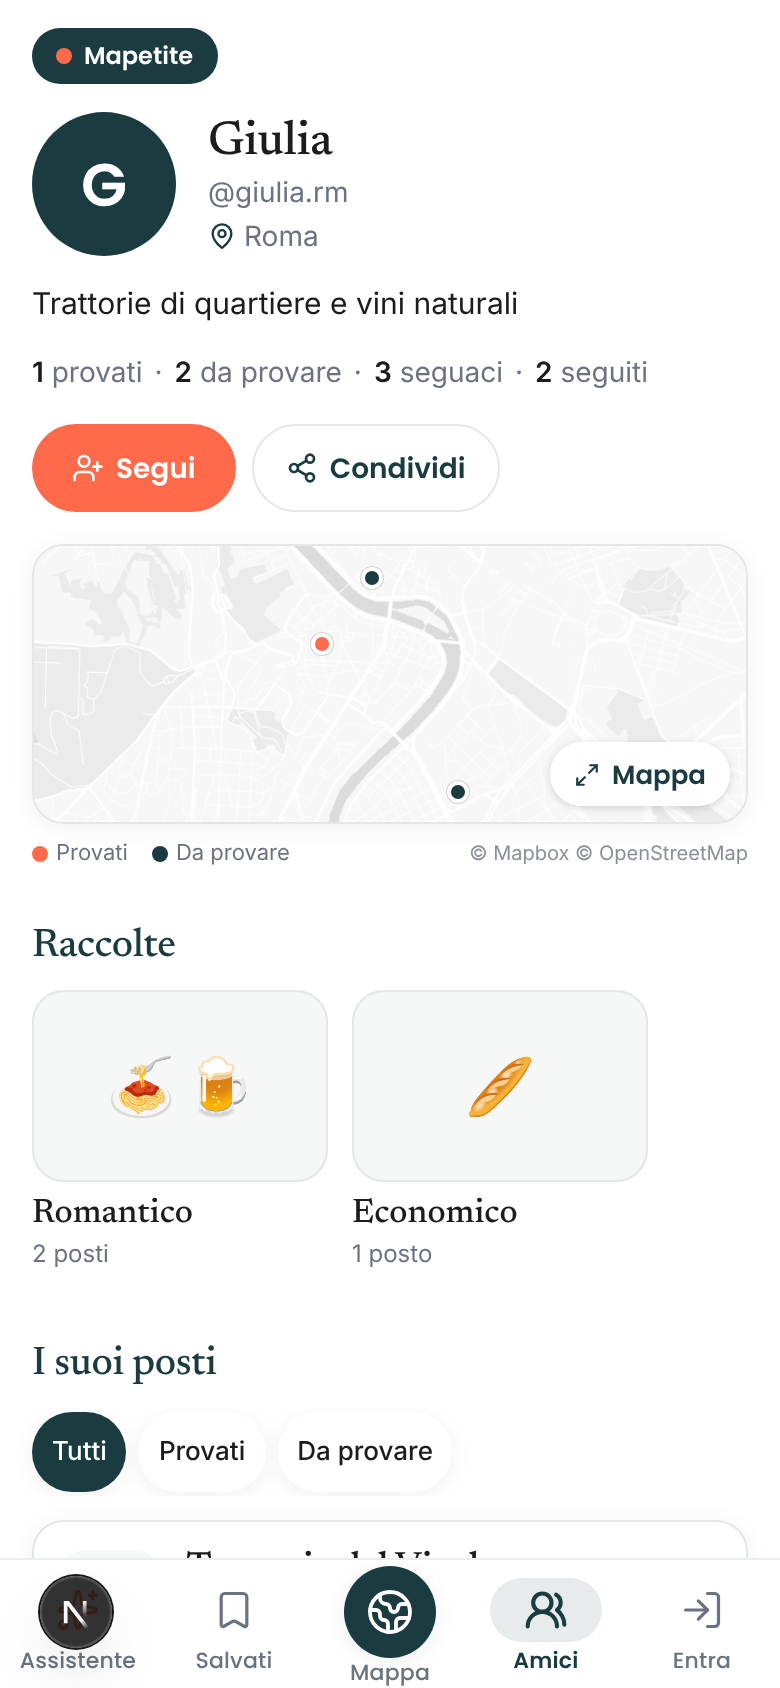 Mapetite
G
Giulia
@giulia.rm
Roma
Trattorie di quartiere e vini naturali
1 provati · 2 da provare · 3 seguaci · 2 seguiti
Segui
Condividi
Mappa
Provati
Da provare
© Mapbox © OpenStreetMap
Raccolte
Romantico
2 posti
Economico
1 posto
I suoi posti
Tutti
Provati
Da provare
N
Assistente
Salvati
Mappa
Amici
Entra